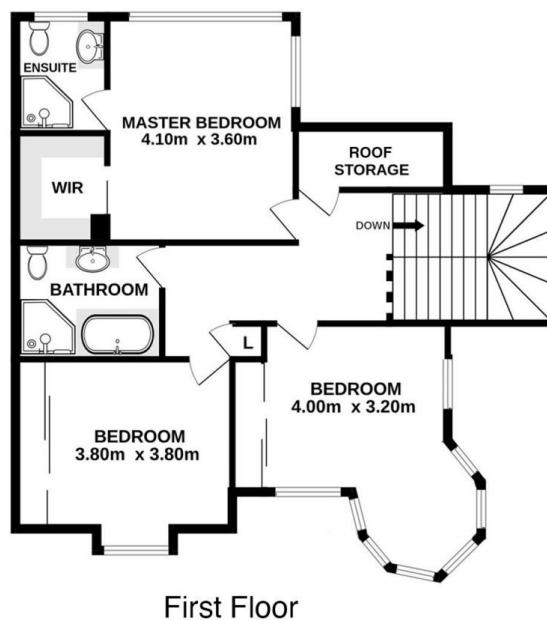 ENSUITE
MASTER BEDROOM
4.10m x 3.60m
ROOF
STORAGE
WIR
DOWN
BATHROOM
L
BEDROOM
4.00m x 3.20m
BEDROOM
3.80m x 3.80m
First Floor